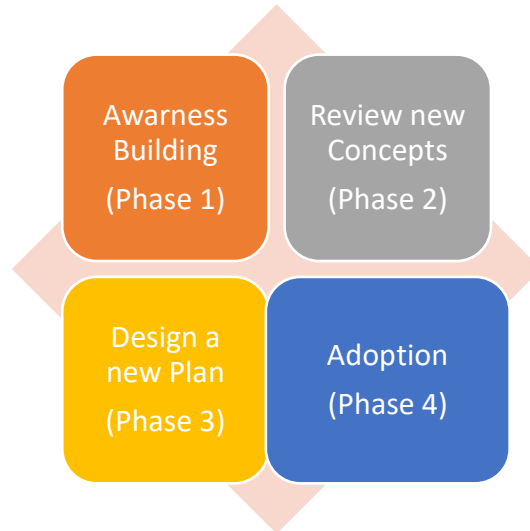 Awarness
Building
(Phase 1)
Review new
Concepts
(Phase 2)
Design a
new Plan
(Phase 3)
Adoption
(Phase 4)